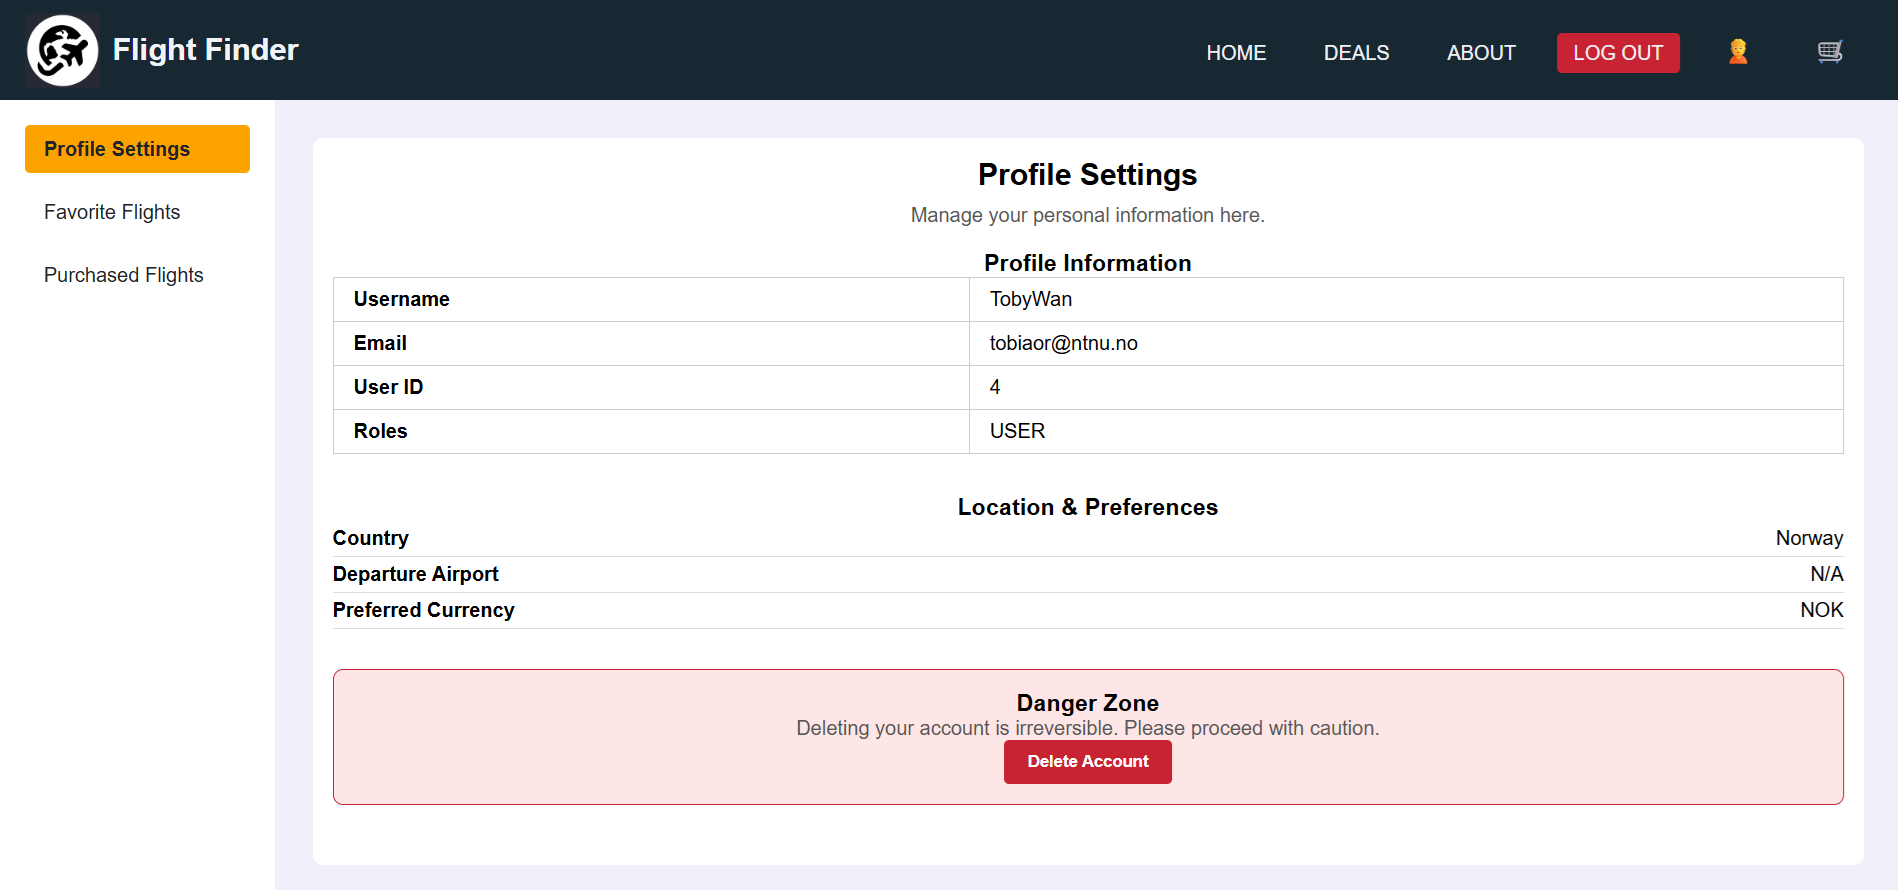 Flight Finder
HOME DEALS ABOUT LOG OUT
Profile Settings
Favorite Flights
Purchased Flights
Profile Settings
Manage your personal information here.
Profile Information
Username TobyWan
Email tobiaor@ntnu.no
User ID 4
Roles USER
Location & Preferences
Country Norway
Departure Airport N/A
Preferred Currency NOK
Danger Zone
Deleting your account is irreversible. Please proceed with caution.
Delete Account